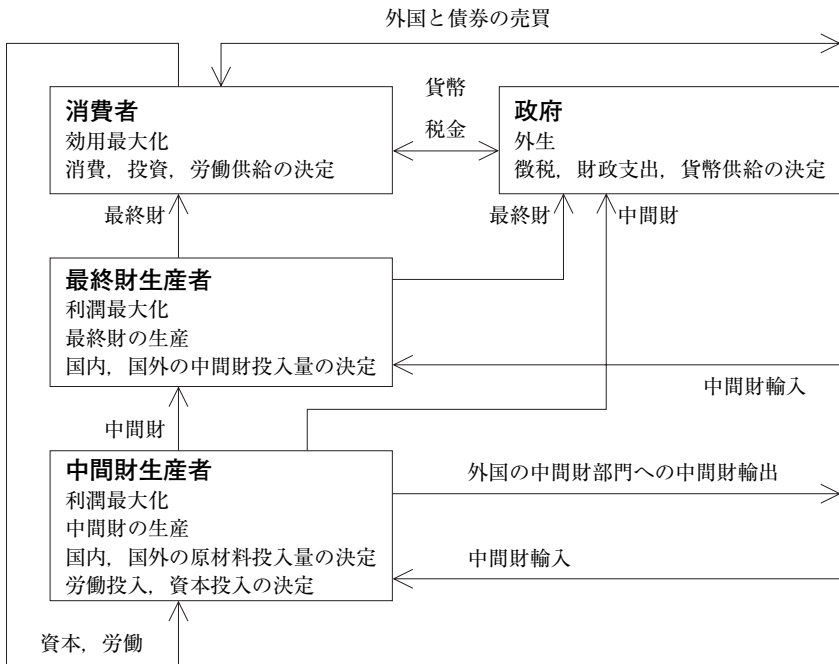 外国と債券の売買
消費者
効用最大化
消費，投資，労働供給の決定
貨幣
税金
政府
外生
徴税，財政支出，貨幣供給の決定
最終財
最終財
中間財
最終財生産者
利潤最大化
最終財の生産
国内，国外の中間財投入量の決定
中間財輸入
中間財
中間財生産者
利潤最大化
中間財の生産
国内，国外の原材料投入量の決定
労働投入，資本投入の決定
外国の中間財部門への中間財輸出
中間財輸入
資本，労働